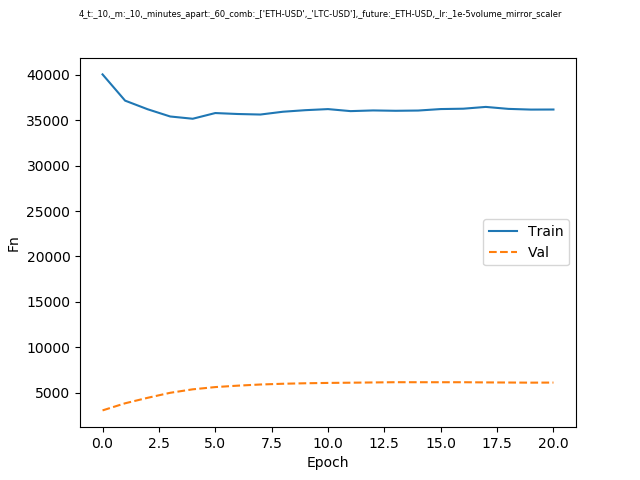 4_t:_10,_m:_10,_minutes_apart:_60_comb:_['ETH-USD',_'LTC-USD'],_future:_ETH-USD,_lr:_1e-5volume_mirror_scaler
40000
35000
30000
25000
20000
15000
10000
5000
Fn
Train
Val
0.0 2.5 5.0 7.5 10.0 12.5 15.0 17.5 20.0
Epoch